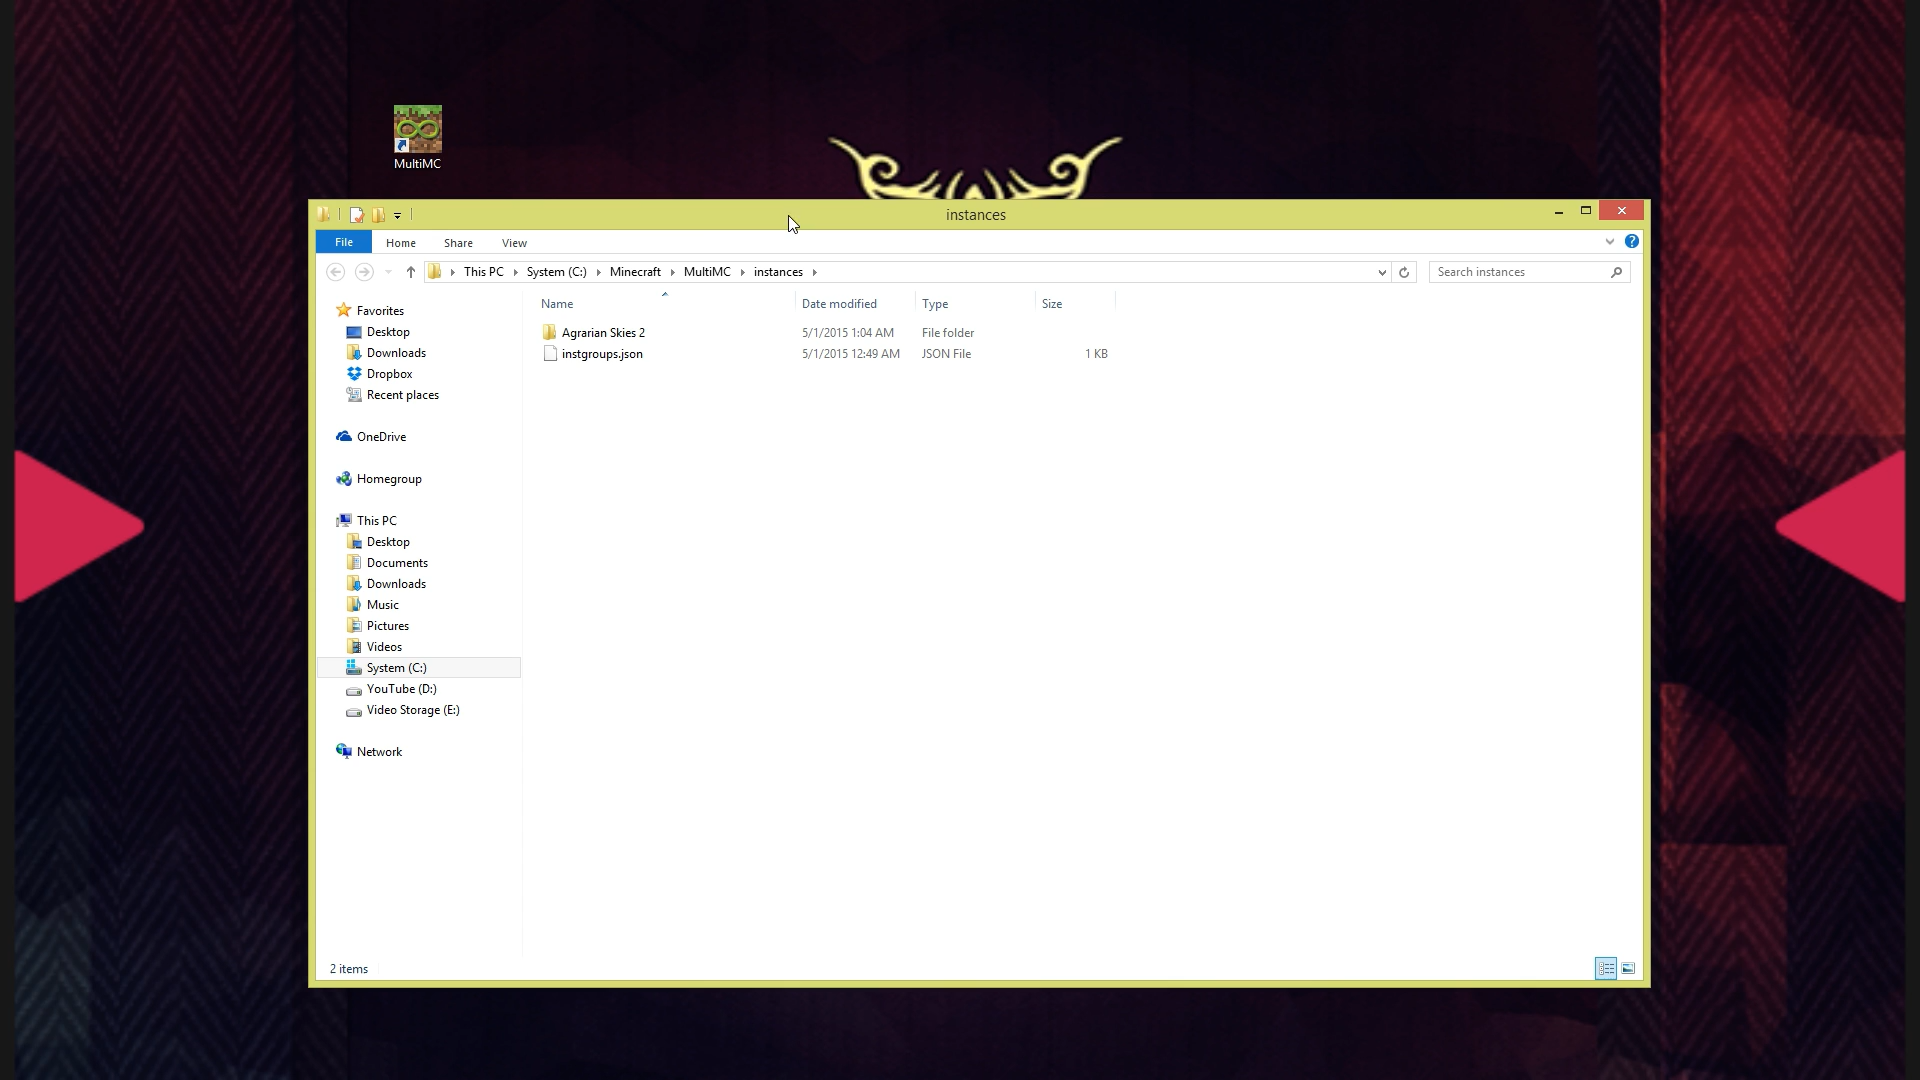 MultiMC
instances
File Home Share View
This PC System (C:) Minecraft MultiMC instances Search instances
Name Date modified Type Size
Agrarian Skies 2 5/1/2015 1:04 AM File folder
instgroups.json 5/1/2015 12:49 AM JSON File 1 KB
Favorites
Desktop
Downloads
Dropbox
Recent places
OneDrive
Homegroup
This PC
Desktop
Documents
Downloads
Music
Pictures
Videos
System (C:)
YouTube (D:)
Video Storage (E:)
Network
2 items